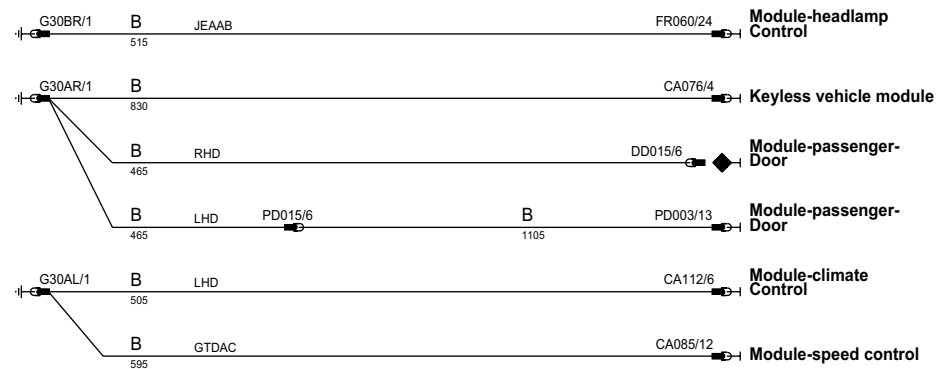 G30BR/1 B JEAAB FR060/24 Module-headlamp
515 Control
G30AR/1 B CA076/4 Keyless vehicle module
830
B RHD DD015/6 Module-passenger-
465 Door
B LHD PD015/6 B PD003/13 Module-passenger-
465 1105 Door
G30AL/1 B LHD CA112/6 Module-climate
505 Control
B GTDAC CA085/12 Module-speed control
595